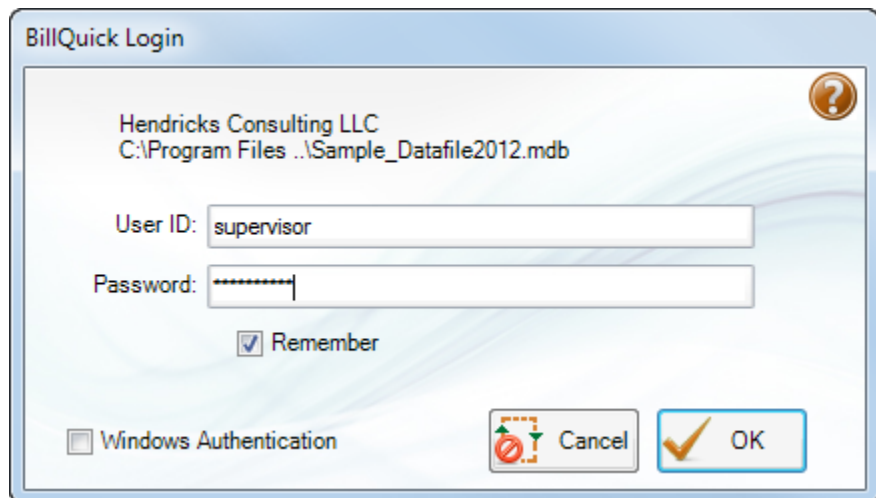 BillQuick Login
?
Hendricks Consulting LLC
C:\Program Files ..\Sample_Datafile2012.mdb
User ID: supervisor
Password: **********
Remember
Windows Authentication Cancel OK